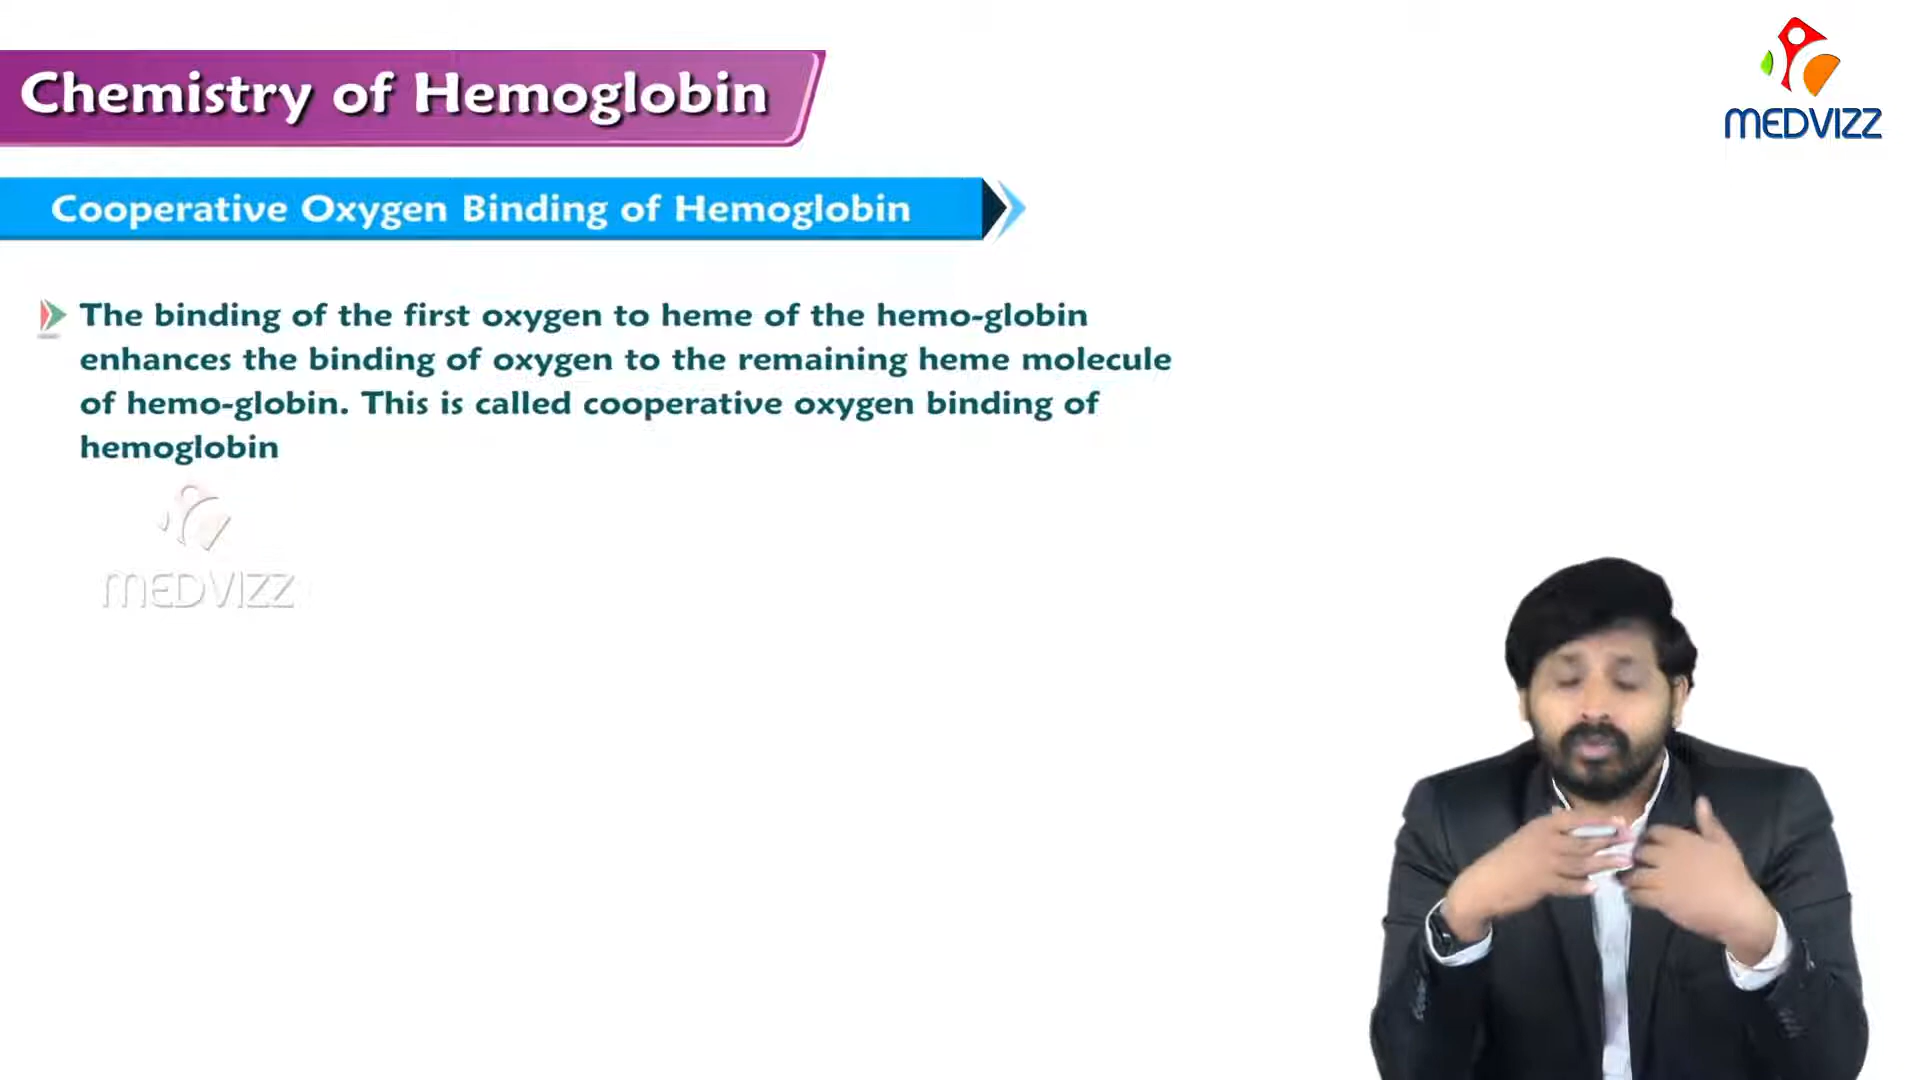 Chemistry of Hemoglobin
MEDVIZZ
Cooperative Oxygen Binding of Hemoglobin
The binding of the first oxygen to heme of the hemo-globin
enhances the binding of oxygen to the remaining heme molecule
of hemo-globin. This is called cooperative oxygen binding of
hemoglobin
MEDVIZZ